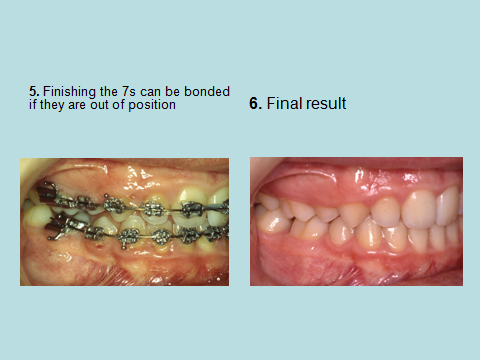 5. Finishing the 7s can be bonded
if they are out of position
6. Final result